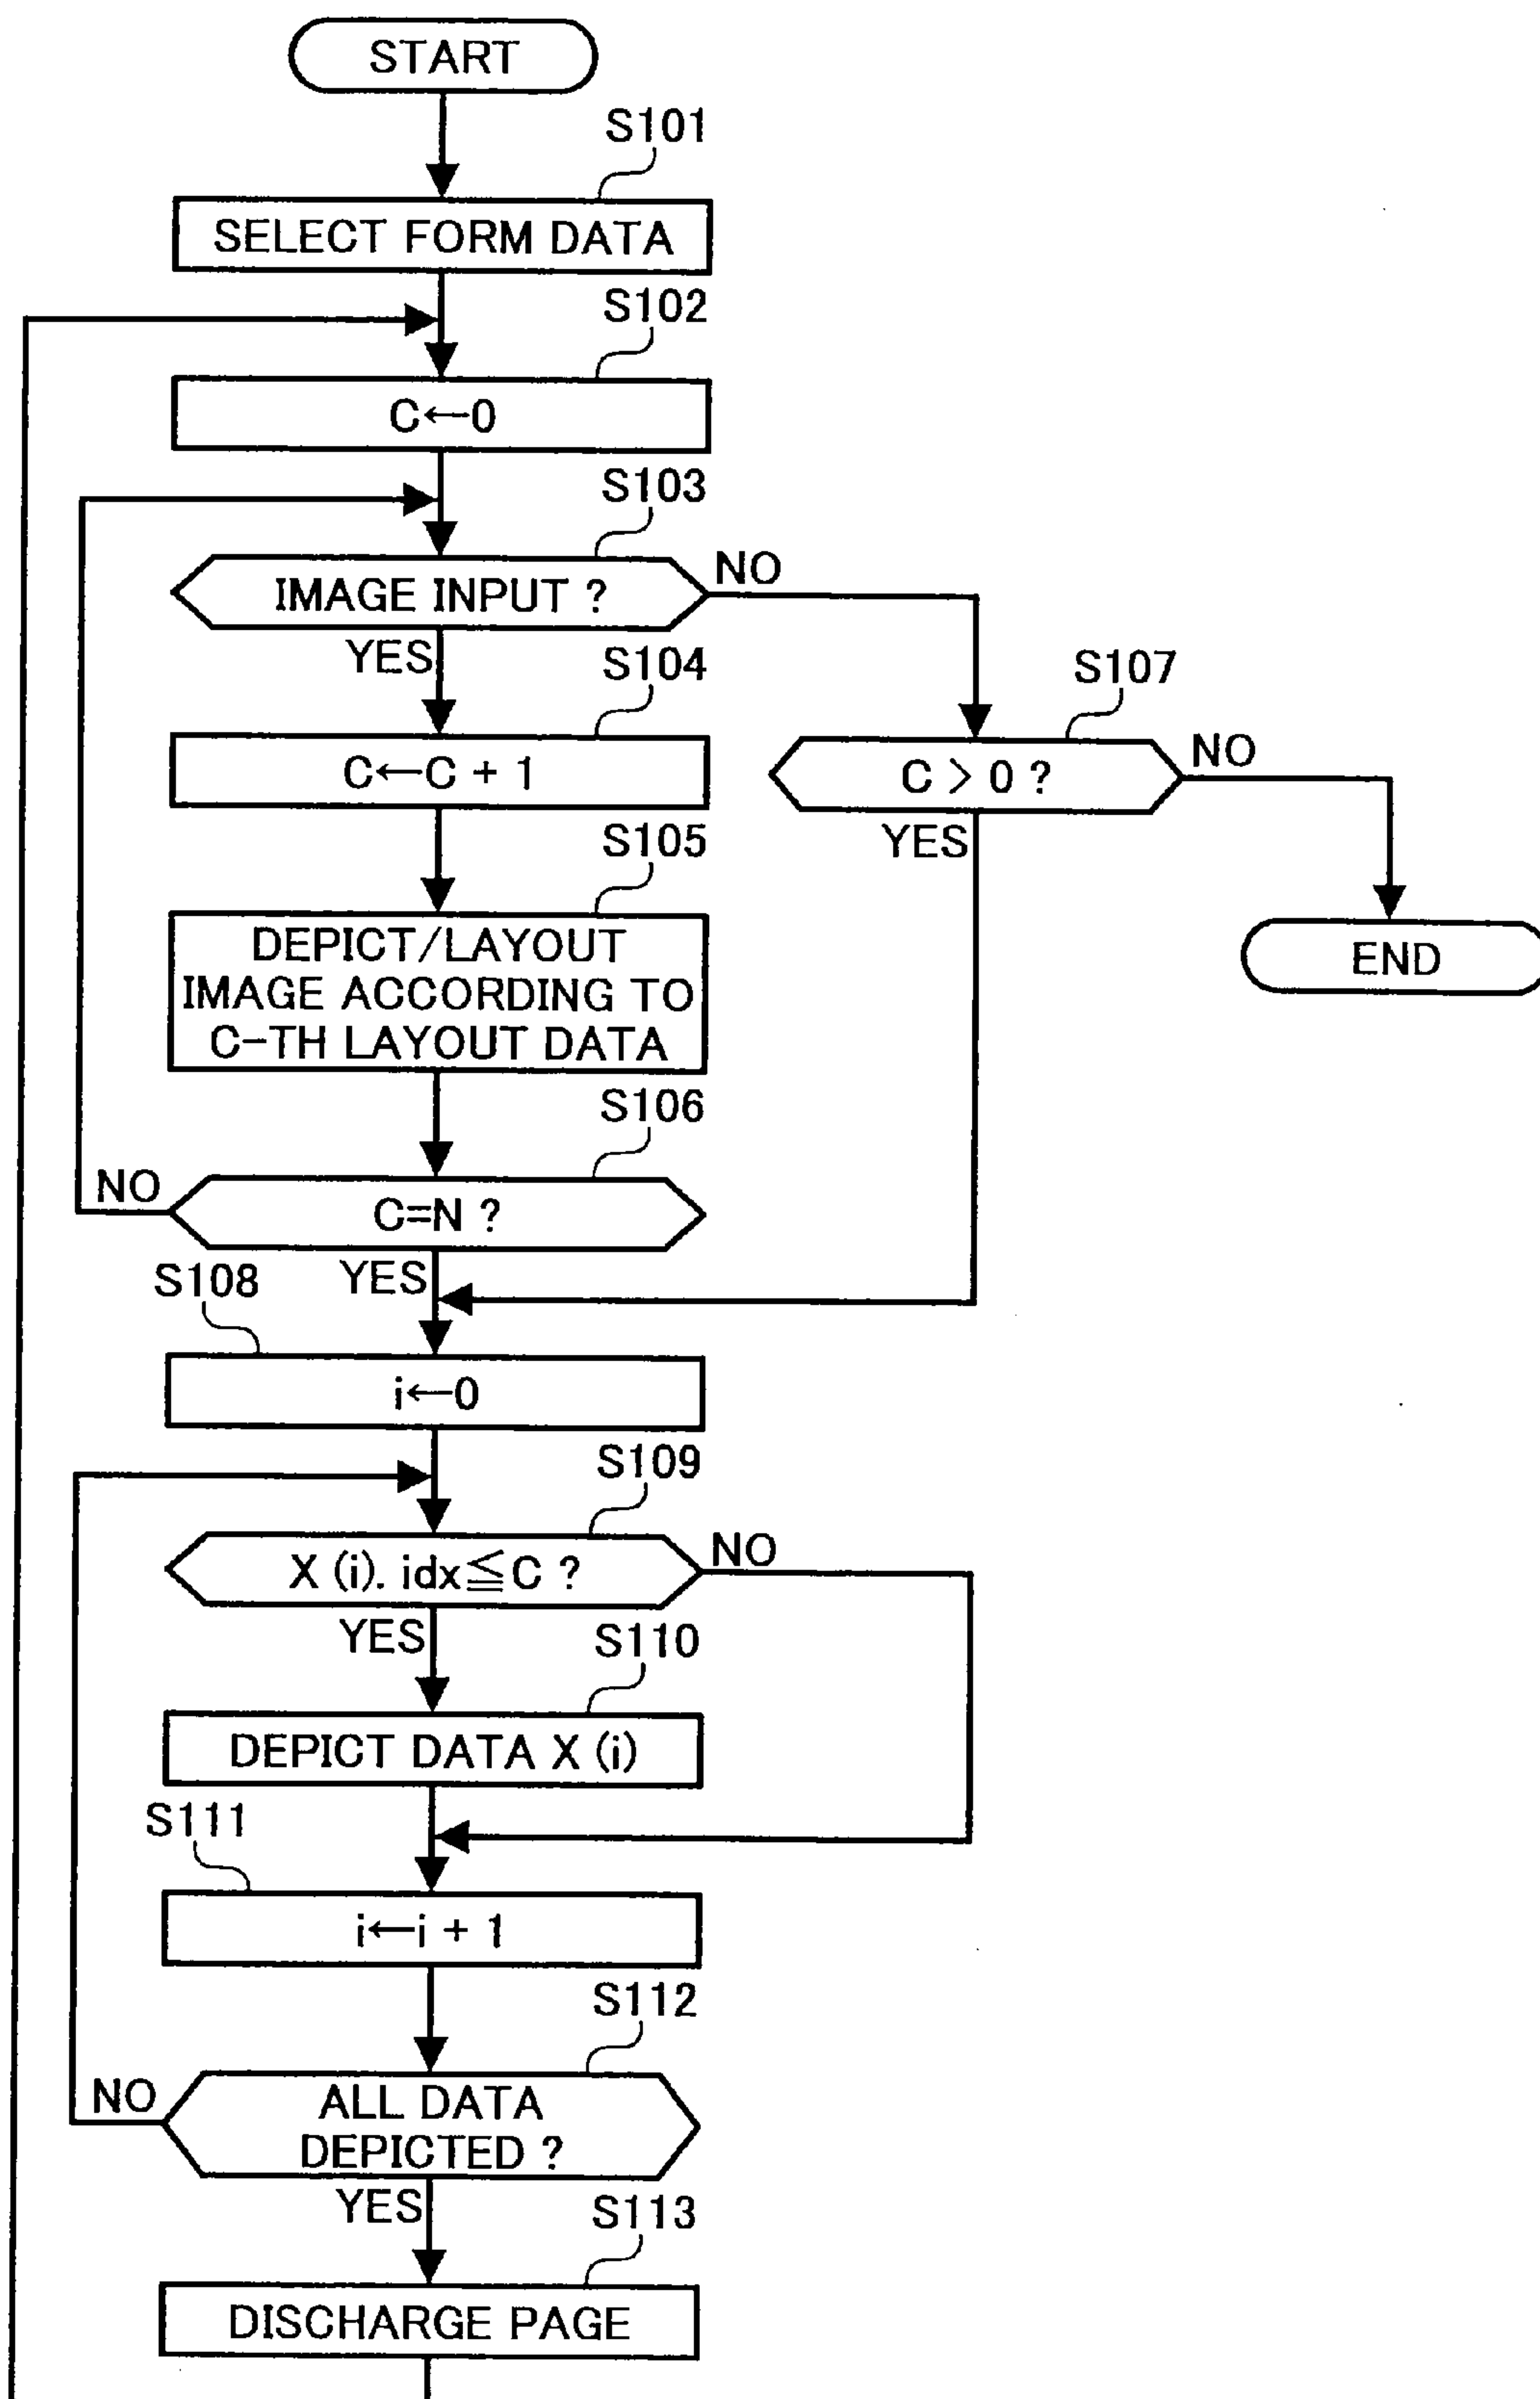 START
S101
SELECT FORM DATA
S102
C←0
S103
IMAGE INPUT ?
NO
YES
S104
C←C + 1
S107
C > 0 ?
NO
YES
END
S105
DEPICT/LAYOUT
IMAGE ACCORDING TO
C-TH LAYOUT DATA
S106
C=N ?
NO
YES
S108
i←0
S109
X (i). idx≦C ?
NO
YES
S110
DEPICT DATA X (i)
S111
i←i + 1
S112
ALL DATA
DEPICTED ?
NO
YES
S113
DISCHARGE PAGE